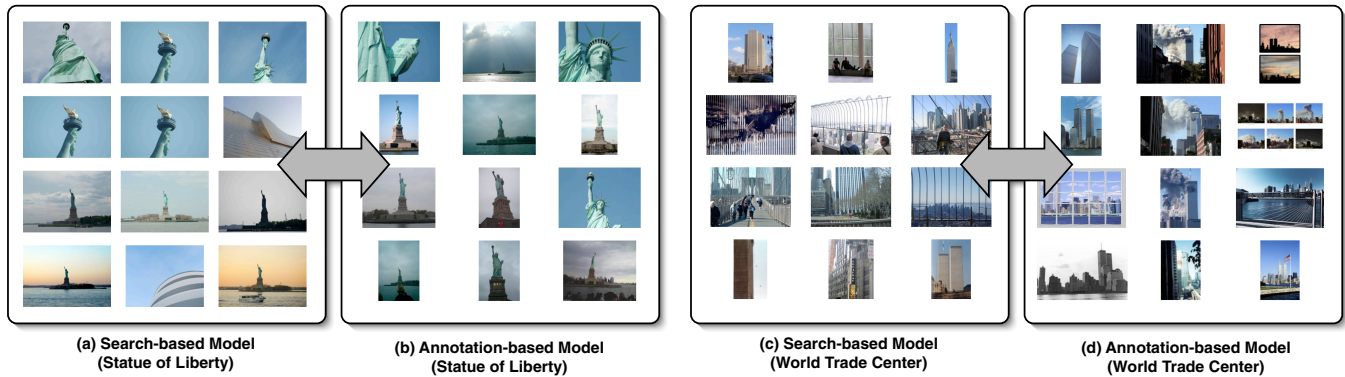 (a) Search-based Model
(Statue of Liberty)
(b) Annotation-based Model
(Statue of Liberty)
(c) Search-based Model
(World Trade Center)
(d) Annotation-based Model
(World Trade Center)